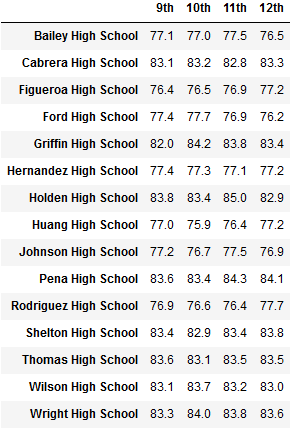 9th 10th 11th 12th
Bailey High School 77.1 77.0 77.5 76.5
Cabrera High School 83.1 83.2 82.8 83.3
Figueroa High School 76.4 76.5 76.9 77.2
Ford High School 77.4 77.7 76.9 76.2
Griffin High School 82.0 84.2 83.8 83.4
Hernandez High School 77.4 77.3 77.1 77.2
Holden High School 83.8 83.4 85.0 82.9
Huang High School 77.0 75.9 76.4 77.2
Johnson High School 77.2 76.7 77.5 76.9
Pena High School 83.6 83.4 84.3 84.1
Rodriguez High School 76.9 76.6 76.4 77.7
Shelton High School 83.4 82.9 83.4 83.8
Thomas High School 83.6 83.1 83.5 83.5
Wilson High School 83.1 83.7 83.2 83.0
Wright High School 83.3 84.0 83.8 83.6